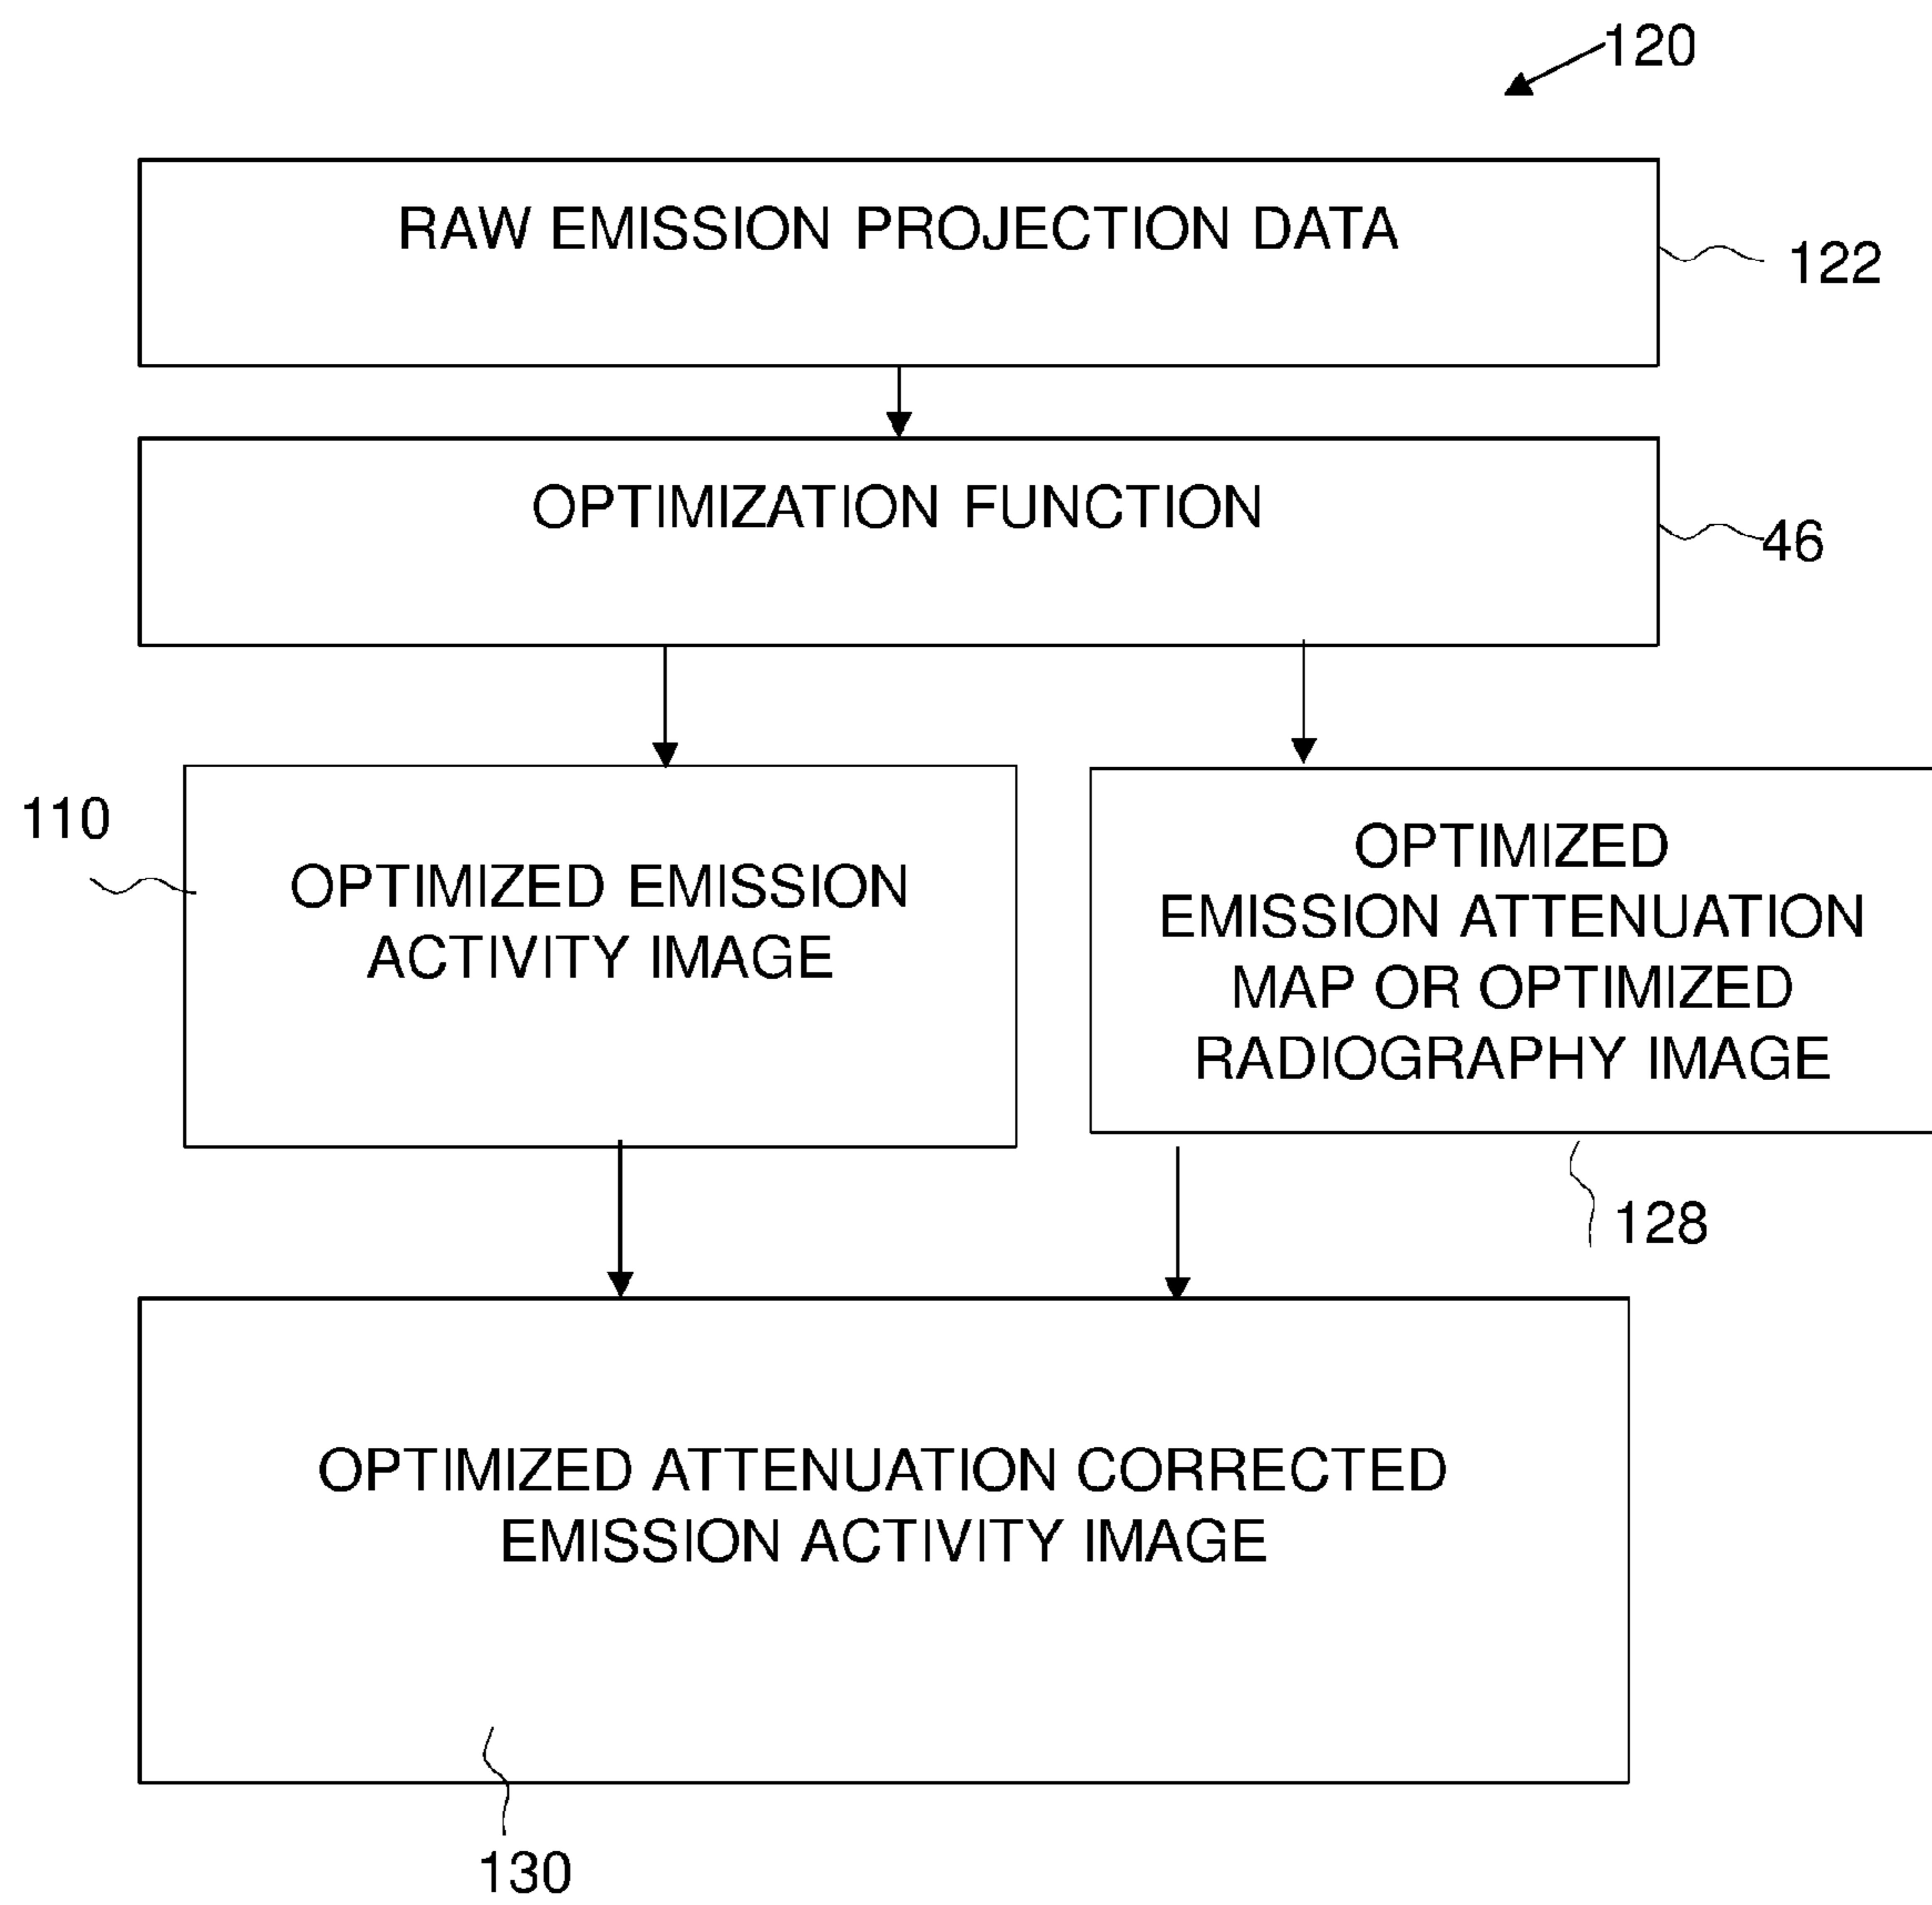 120
RAW EMISSION PROJECTION DATA
122
OPTIMIZATION FUNCTION
46
110
OPTIMIZED EMISSION
ACTIVITY IMAGE
OPTIMIZED
EMISSION ATTENUATION
MAP OR OPTIMIZED
RADIOGRAPHY IMAGE
128
OPTIMIZED ATTENUATION CORRECTED
EMISSION ACTIVITY IMAGE
130